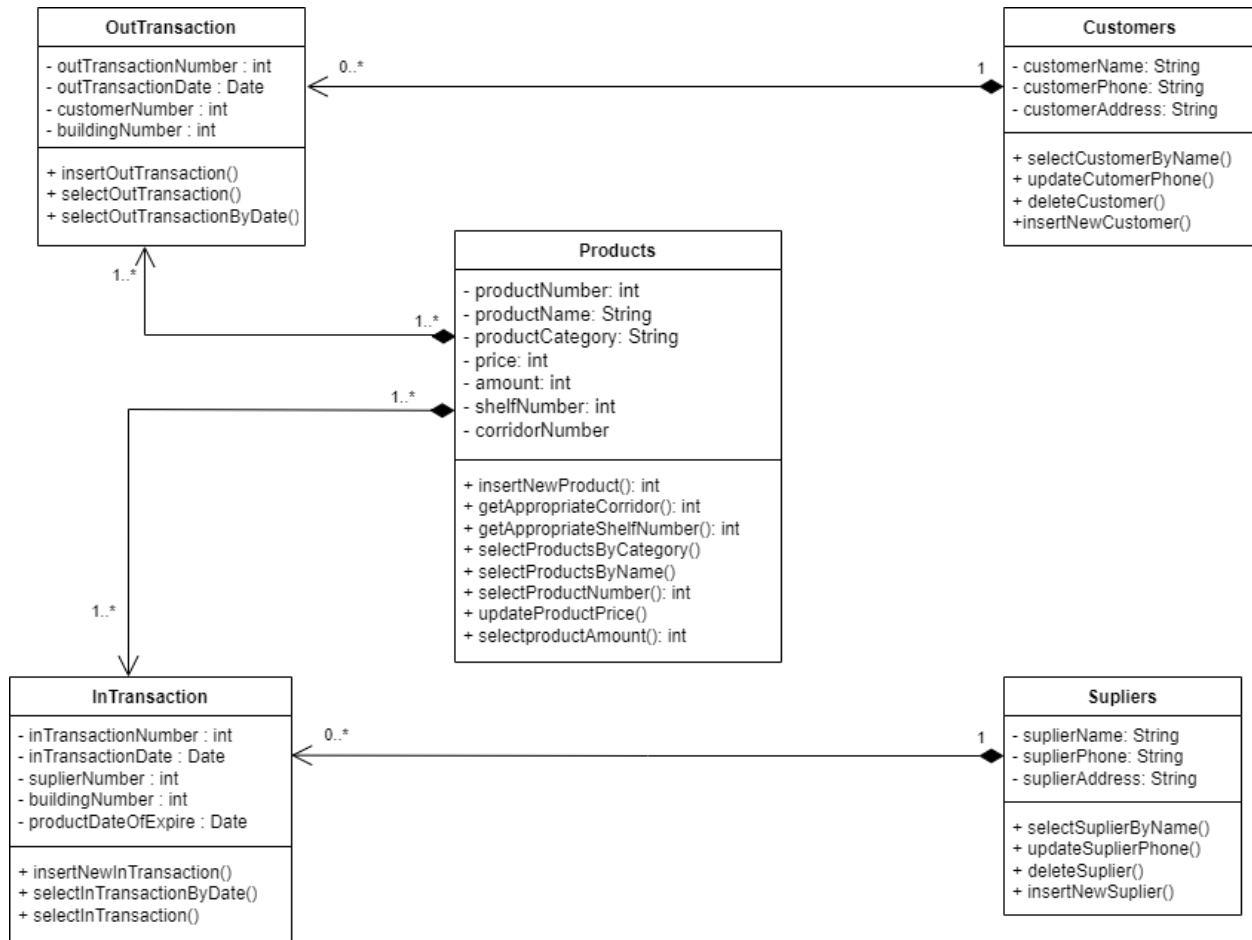 OutTransaction
- outTransactionNumber : int
- outTransactionDate : Date
- customerNumber : int
- buildingNumber : int
+ insertOutTransaction()
+ selectOutTransaction()
+ selectOutTransactionByDate()
0..*
1
Customers
- customerName: String
- customerPhone: String
- customerAddress: String
+ selectCustomerByName()
+ updateCutomerPhone()
+ deleteCustomer()
+insertNewCustomer()
1..*
1..*
Products
- productNumber: int
- productName: String
- productCategory: String
- price: int
- amount: int
- shelfNumber: int
- corridorNumber
+ insertNewProduct(): int
+ getAppropriateCorridor(): int
+ getAppropriateShelfNumber(): int
+ selectProductsByCategory()
+ selectProductsByName()
+ selectProductNumber(): int
+ updateProductPrice()
+ selectproductAmount(): int
1..*
1..*
InTransaction
- inTransactionNumber : int
- inTransactionDate : Date
- suplierNumber : int
- buildingNumber : int
- productDateOfExpire : Date
+ insertNewInTransaction()
+ selectInTransactionByDate()
+ selectInTransaction()
0..*
1
Supliers
- suplierName: String
- suplierPhone: String
- suplierAddress: String
+ selectSuplierByName()
+ updateSuplierPhone()
+ deleteSuplier()
+ insertNewSuplier()